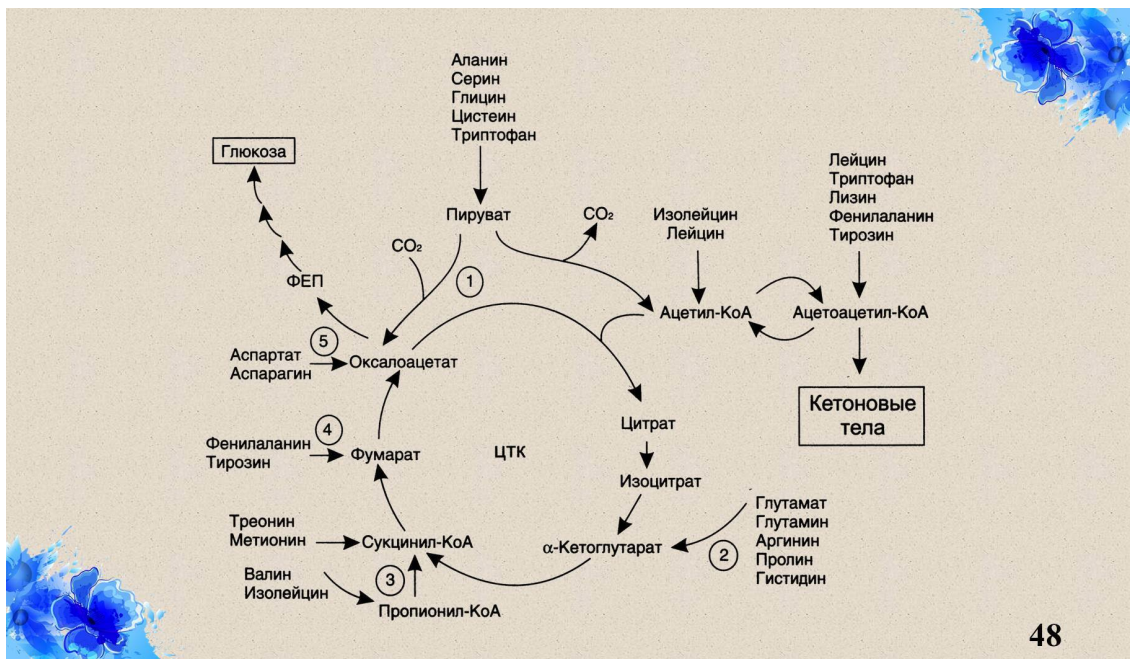 Аланин
Серин
Глицин
Цистеин
Триптофан
Глюкоза
Лейцин
Триптофан
Лизин
Фенилаланин
Тирозин
Пируват
CO₂
Изолейцин
Лейцин
CO₂
ФЕП
1
Ацетил-КоА
Ацетоацетил-КоА
5
Аспартат
Аспарагин
Оксалоацетат
Кетоновые
тела
Цитрат
4
Фенилаланин
Тирозин
Фумарат
ЦТК
Изоцитрат
Глутамат
Глутамин
Аргинин
Пролин
Гистидин
2
Треонин
Метионин
Сукцинил-КоА
α-Кетоглутарат
3
Валин
Изолейцин
Пропионил-КоА
48